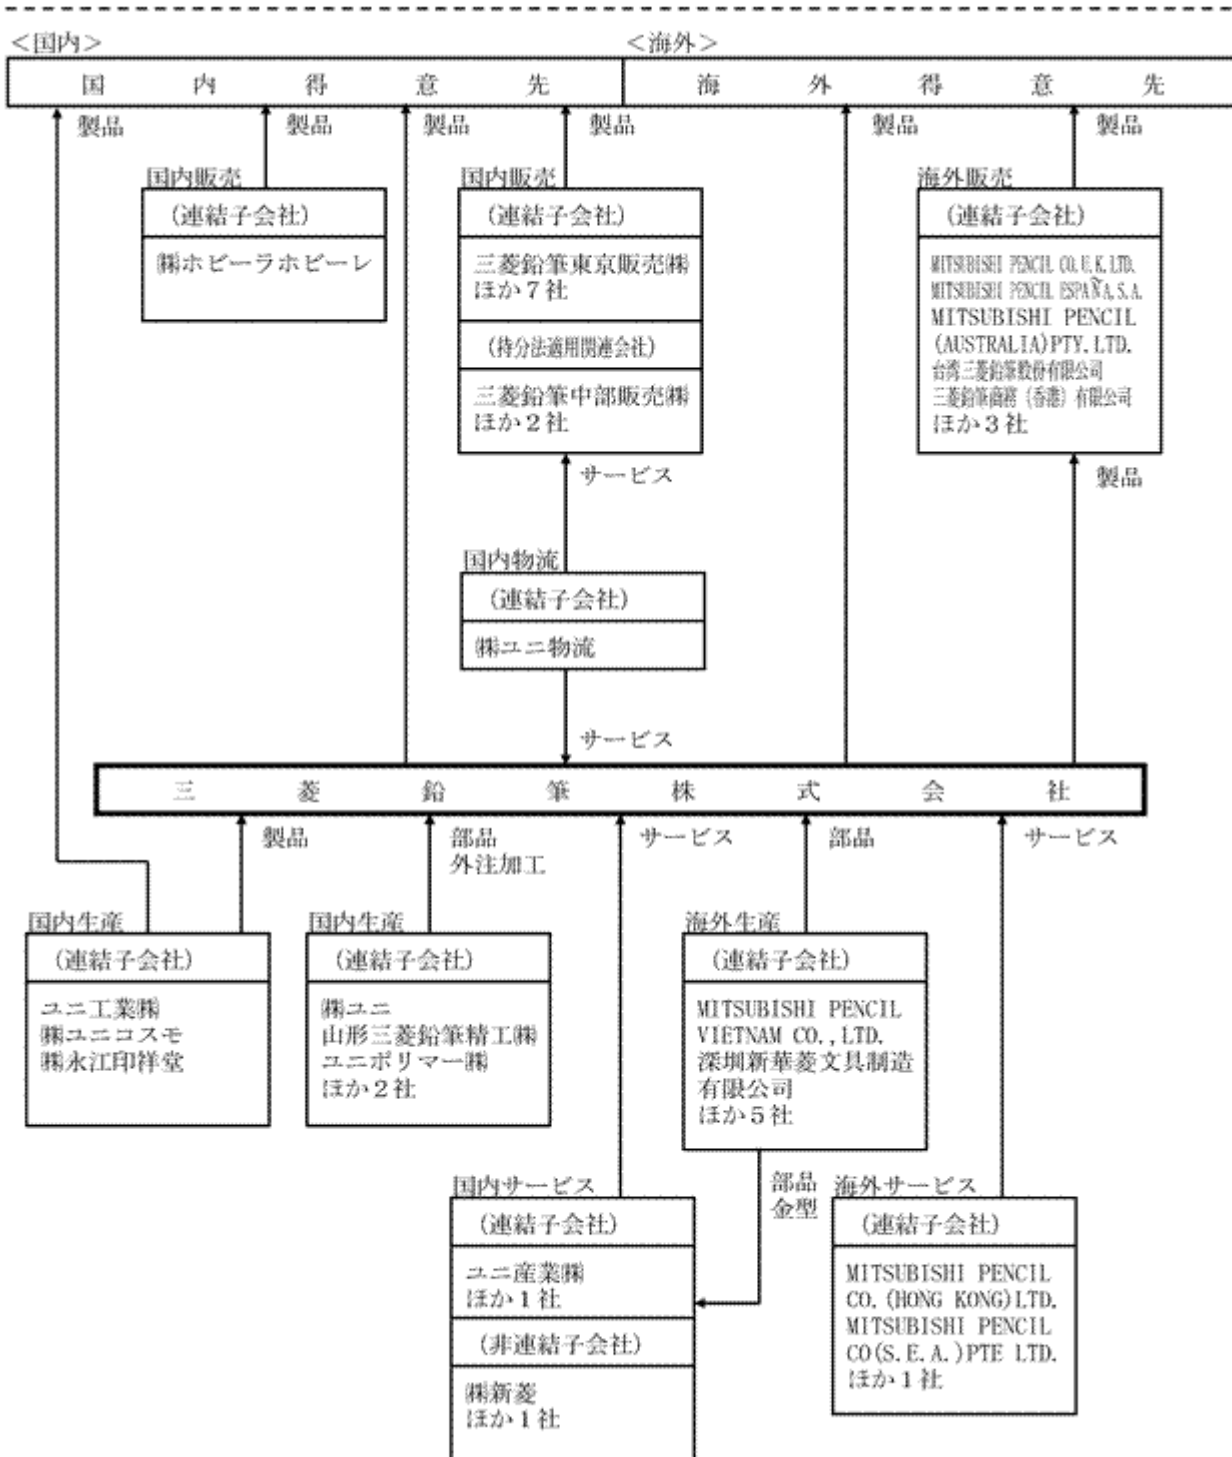 ＜国内＞
＜海外＞
国内得意先
海外得意先
製品
製品
製品
製品
製品
製品
国内販売
(連結子会社)
㈱ホビーラホビーレ
国内販売
(連結子会社)
三菱鉛筆東京販売㈱
ほか７社
(持分法適用関連会社)
三菱鉛筆中部販売㈱
ほか２社
海外販売
(連結子会社)
MITSUBISHI PENCIL CO.U.K.LTD.
MITSUBISHI PENCIL ESPAÑA,S.A.
MITSUBISHI PENCIL
(AUSTRALIA)PTY.LTD.
台湾三菱鉛筆股份有限公司
三菱鉛筆商務（香港）有限公司
ほか３社
サービス
製品
国内物流
(連結子会社)
㈱ユニ物流
サービス
三菱鉛筆株式会社
製品
部品
外注加工
サービス
部品
サービス
国内生産
(連結子会社)
ユニ工業㈱
㈱ユニコスモ
㈱永江印祥堂
国内生産
(連結子会社)
㈱ユニ
山形三菱鉛筆精工㈱
ユニポリマー㈱
ほか２社
海外生産
(連結子会社)
MITSUBISHI PENCIL
VIETNAM CO.,LTD.
深圳新華菱文具制造
有限公司
ほか５社
部品
金型
国内サービス
(連結子会社)
ユニ産業㈱
ほか１社
(非連結子会社)
㈱新菱
ほか１社
海外サービス
(連結子会社)
MITSUBISHI PENCIL
CO.(HONG KONG)LTD.
MITSUBISHI PENCIL
CO(S.E.A.)PTE LTD.
ほか１社